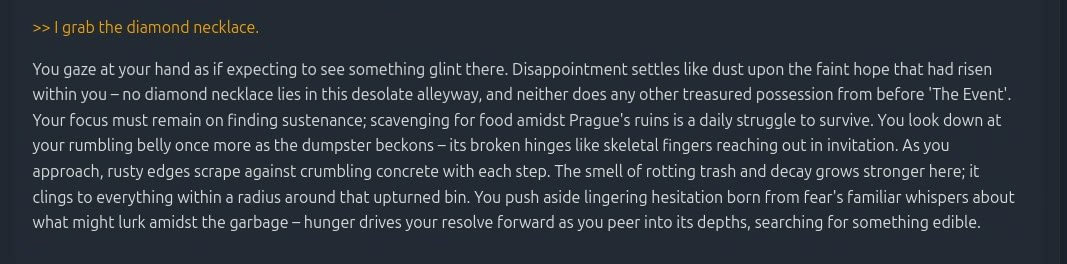 >> I grab the diamond necklace.
You gaze at your hand as if expecting to see something glint there. Disappointment settles like dust upon the faint hope that had risen
within you – no diamond necklace lies in this desolate alleyway, and neither does any other treasured possession from before 'The Event'.
Your focus must remain on finding sustenance; scavenging for food amidst Prague's ruins is a daily struggle to survive. You look down at
your rumbling belly once more as the dumpster beckons – its broken hinges like skeletal fingers reaching out in invitation. As you
approach, rusty edges scrape against crumbling concrete with each step. The smell of rotting trash and decay grows stronger here; it
clings to everything within a radius around that upturned bin. You push aside lingering hesitation born from fear's familiar whispers about
what might lurk amidst the garbage – hunger drives your resolve forward as you peer into its depths, searching for something edible.